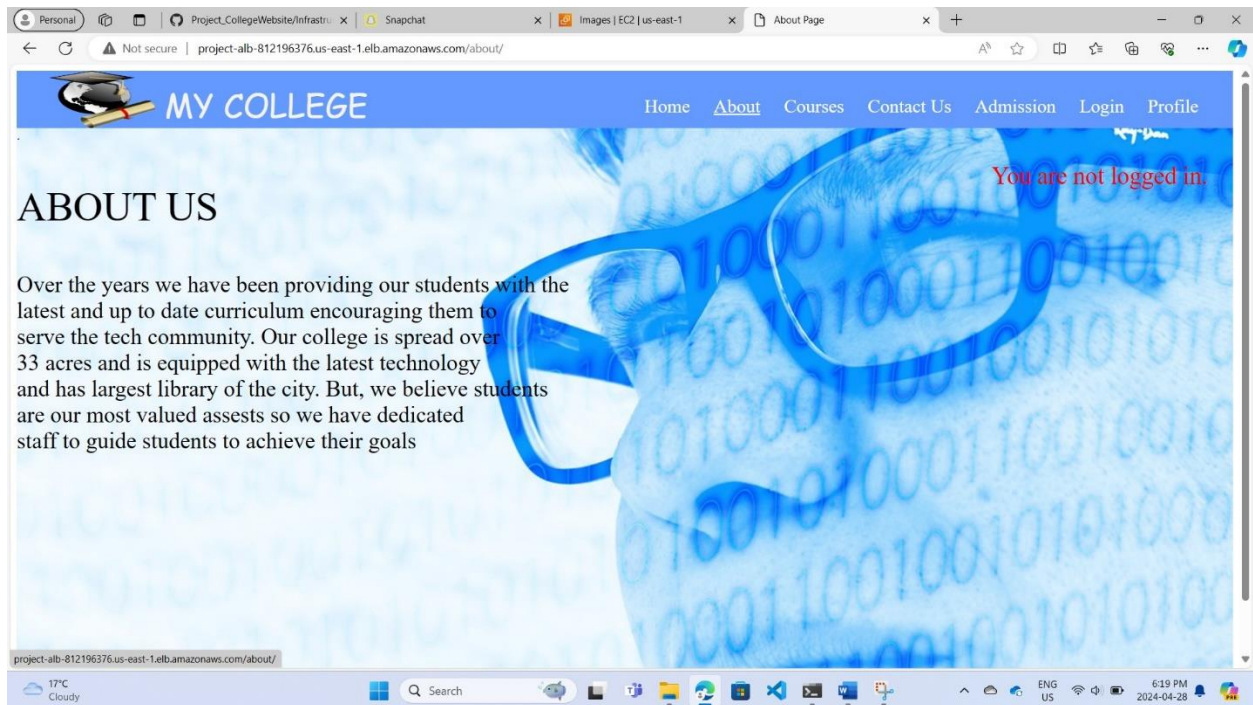 Personal
Project_CollegeWebsite/Infrastru
Snapchat
Images | EC2 | us-east-1
About Page
Not secure | project-alb-812196376.us-east-1.elb.amazonaws.com/about/
MY COLLEGE
Home About Courses Contact Us Admission Login Profile
Ray-Ban
You are not logged in.
ABOUT US
Over the years we have been providing our students with the
latest and up to date curriculum encouraging them to
serve the tech community. Our college is spread over
33 acres and is equipped with the latest technology
and has largest library of the city. But, we believe students
are our most valued assests so we have dedicated
staff to guide students to achieve their goals
project-alb-812196376.us-east-1.elb.amazonaws.com/about/
17°C
Cloudy
Search
ENG
US
6:19 PM
2024-04-28